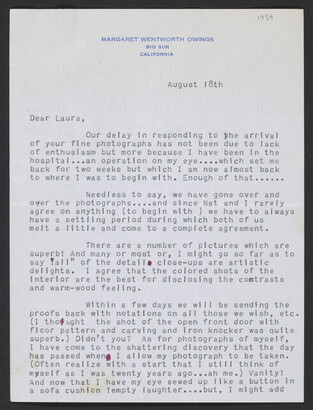 1959
MARGARET WENTWORTH OWINGS
BIG SUR
CALIFORNIA
August 18th
Dear Laura,
Our delay in responding to the arrival
of your fine photographs has not been due to lack
of enthusiasm but more because I have been in the
hospital...an operation on my eye....which set me
back for two weeks but which I am now almost back
to where I was to begin with. Enough of that......
Needless to say, we have gone over and
over the photographs....and since Nat and I rarely
agree on anything (to begin with ) we have to always
have a settling period during which both of us
melt a little and come to a complete agreement.
There are a number of pictures which are
superb! And many or most or, I might go so far as to
say "all" of the details close-ups are artistic
delights. I agree that the colored shots of the
interior are the best for disclosing the contrasts
and warm-wood feeling.
Within a few days we will be sending the
proofs back with notations on all those we wish, etc.
(I thought the shot of the open front door with
floor pattern and carving and iron knocker was quite
superb.) Didn't you? As for photographs of myself,
I have come to the shattering discovery that the day
has passed when I allow my photograph to be taken.
(Often realize with a start that I still think of
myself as I was twenty years ago...ah me.) Vanity!
And now that I have my eye sewed up like a button in
a sofa cushion (empty laughter....but, I might add